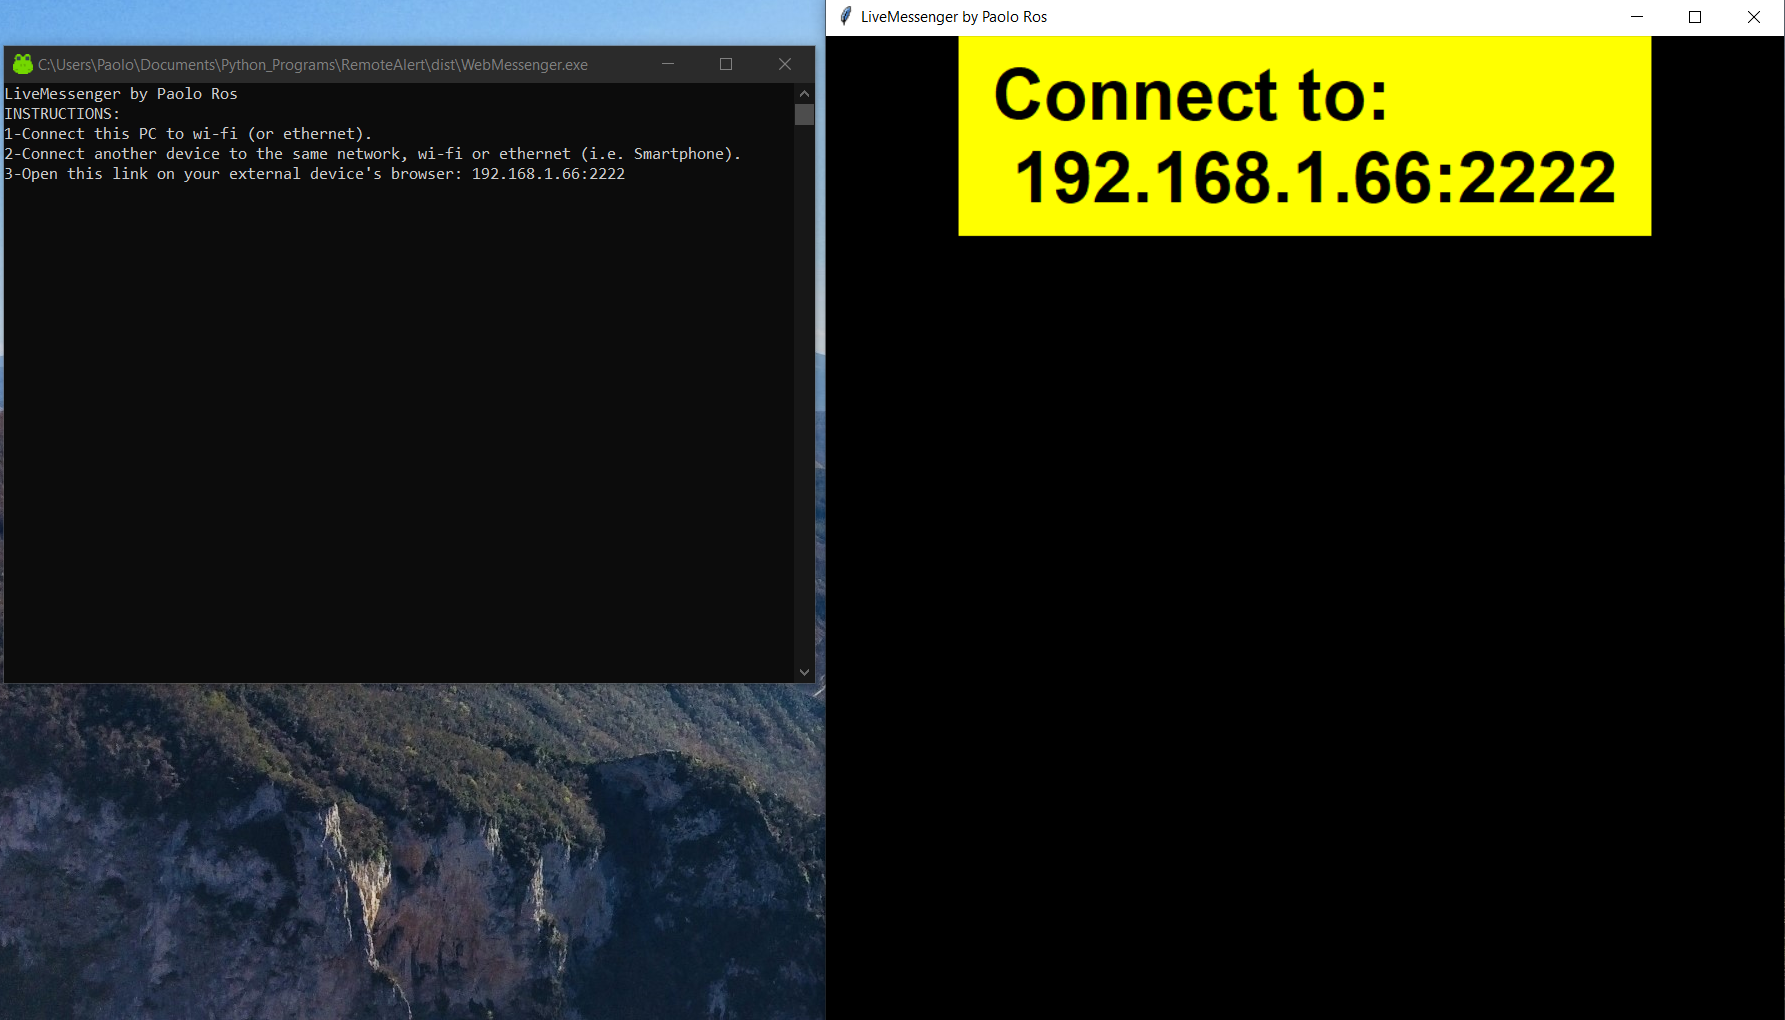 C:\Users\Paolo\Documents\Python_Programs\RemoteAlert\dist\WebMessenger.exe
LiveMessenger by Paolo Ros
INSTRUCTIONS:
1-Connect this PC to wi-fi (or ethernet).
2-Connect another device to the same network, wi-fi or ethernet (i.e. Smartphone).
3-Open this link on your external device's browser: 192.168.1.66:2222
LiveMessenger by Paolo Ros
Connect to:
192.168.1.66:2222